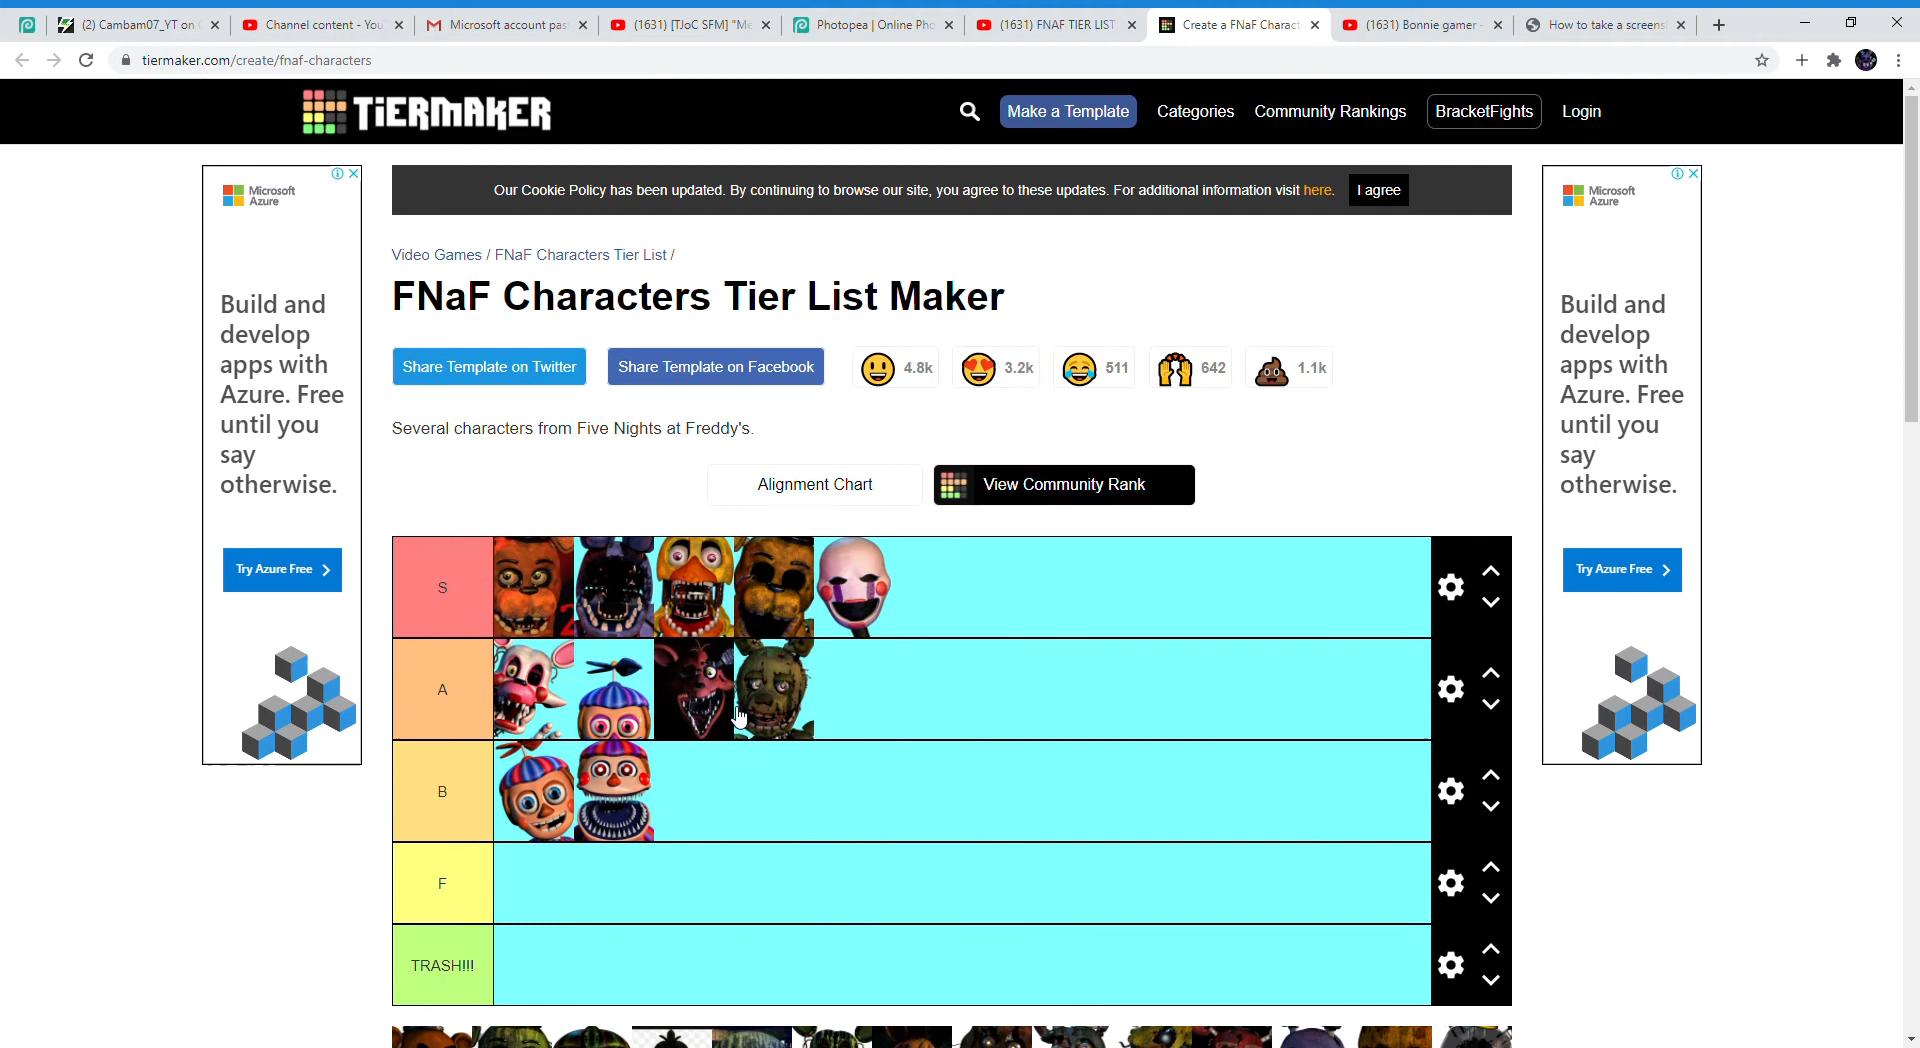 (2) Cambam07_YT on
Channel content - You
Microsoft account pas
(1631) [TJoC SFM] "Me
Photopea | Online Pho
(1631) FNAF TIER LIST
Create a FNaF Charact
(1631) Bonnie gamer -
How to take a screens
tiermaker.com/create/fnaf-characters
TiERMAKER
Make a Template
Categories
Community Rankings
BracketFights
Login
Microsoft
Azure
Build and
develop
apps with
Azure. Free
until you
say
otherwise.
Try Azure Free
Our Cookie Policy has been updated. By continuing to browse our site, you agree to these updates. For additional information visit here.
I agree
Video Games / FNaF Characters Tier List /
FNaF Characters Tier List Maker
Share Template on Twitter
Share Template on Facebook
4.8k
3.2k
511
642
1.1k
Several characters from Five Nights at Freddy's.
Alignment Chart
View Community Rank
S
A
B
F
TRASH!!!
Microsoft
Azure
Build and
develop
apps with
Azure. Free
until you
say
otherwise.
Try Azure Free